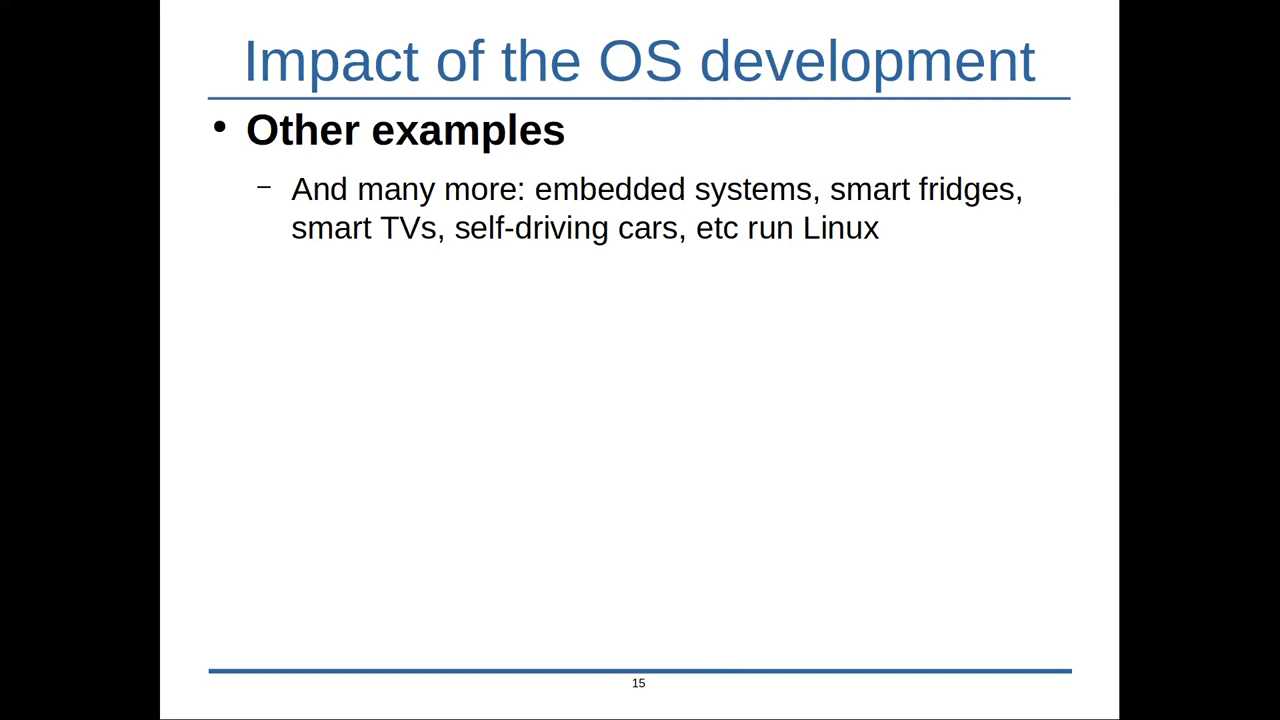 Impact of the OS development
• Other examples
– And many more: embedded systems, smart fridges,
smart TVs, self-driving cars, etc run Linux
15